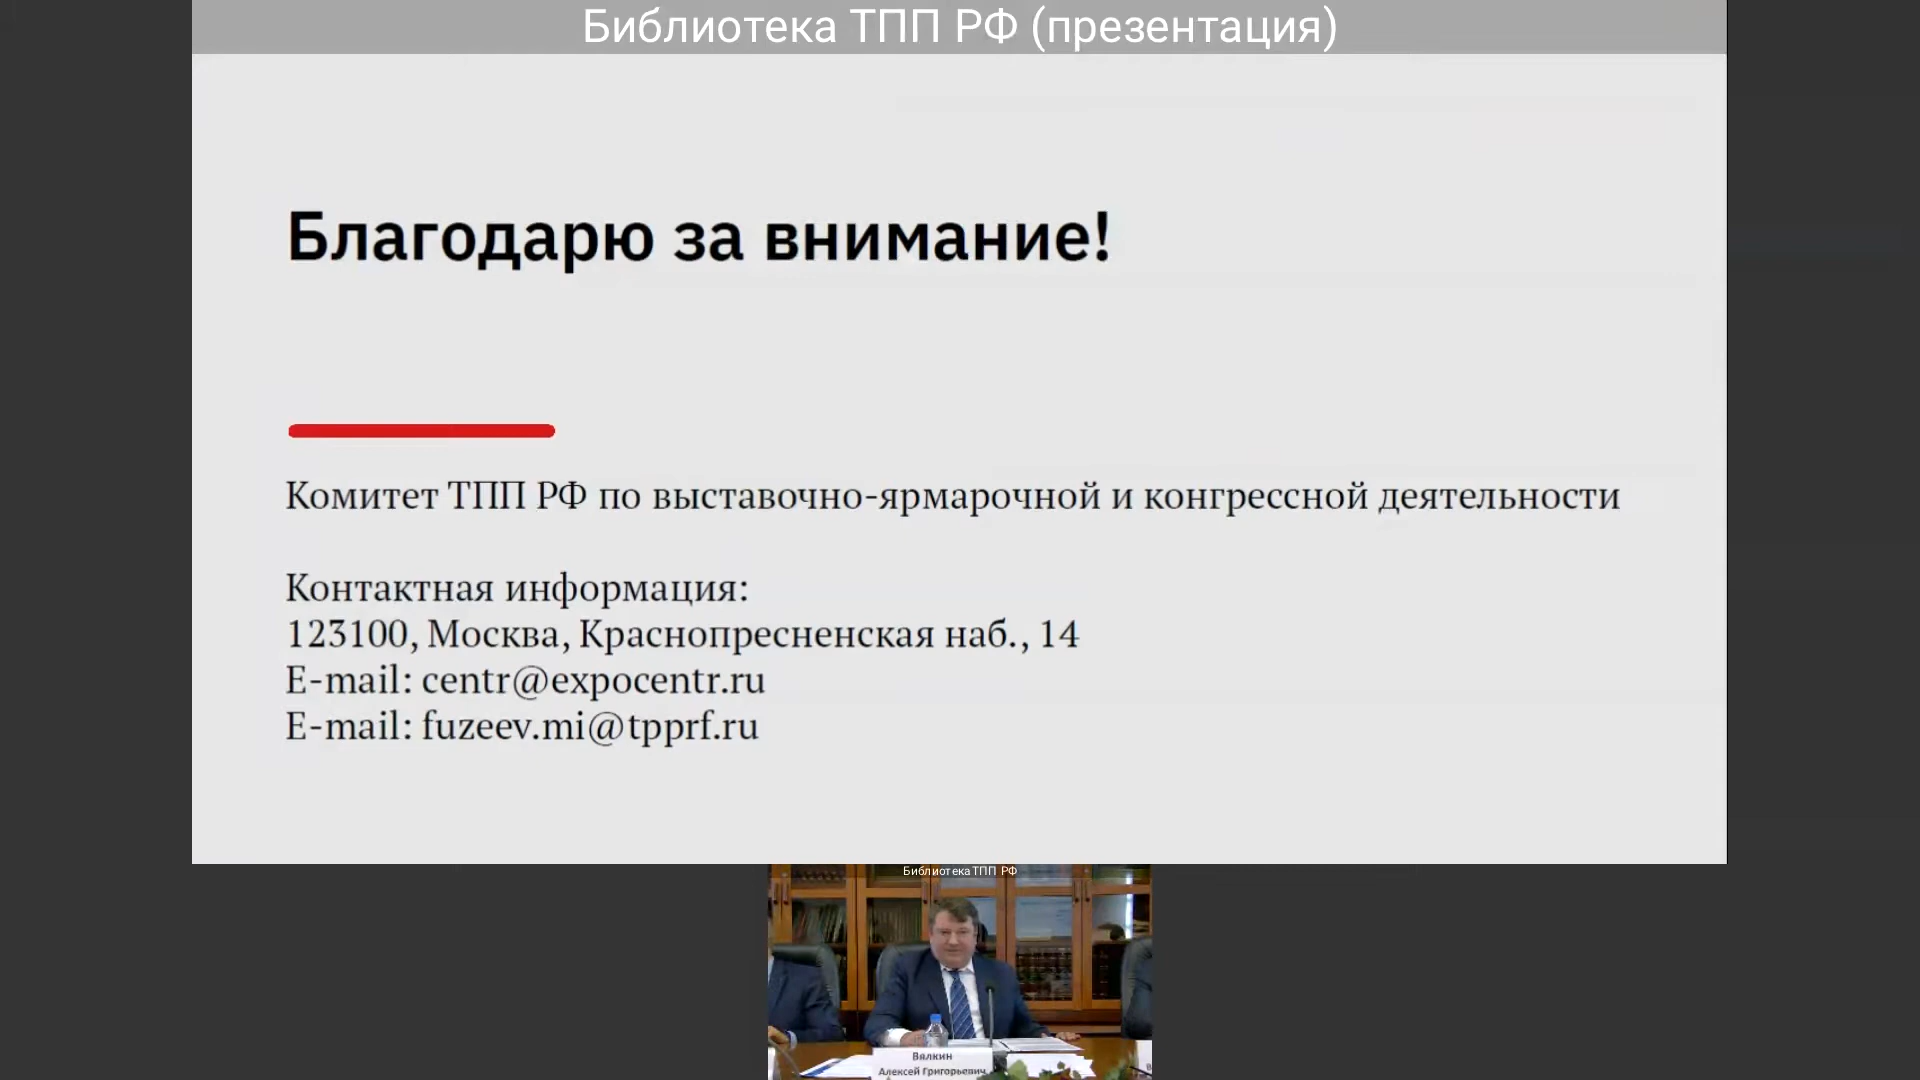 Библиотека ТПП РФ (презентация)
Благодарю за внимание!
Комитет ТПП РФ по выставочно-ярмарочной и конгрессной деятельности
Контактная информация:
123100, Москва, Краснопресненская наб., 14
E-mail: centr@expocentr.ru
E-mail: fuzeev.mi@tpprf.ru
Библиотека ТПП РФ
Вялкин
Алексей Григорьевич